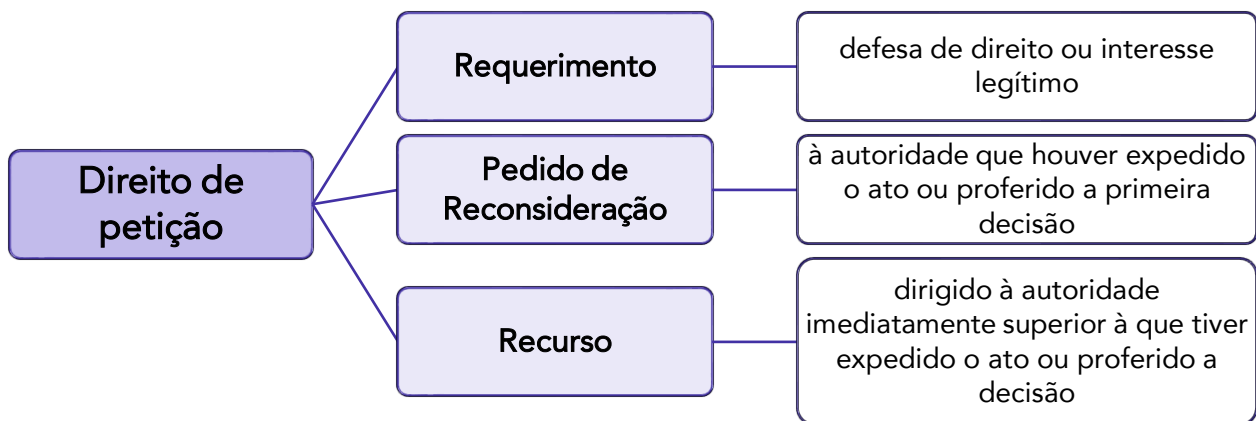 Direito de
petição
Requerimento
defesa de direito ou interesse
legítimo
Pedido de
Reconsideração
à autoridade que houver expedido
o ato ou proferido a primeira
decisão
Recurso
dirigido à autoridade
imediatamente superior à que tiver
expedido o ato ou proferido a
decisão